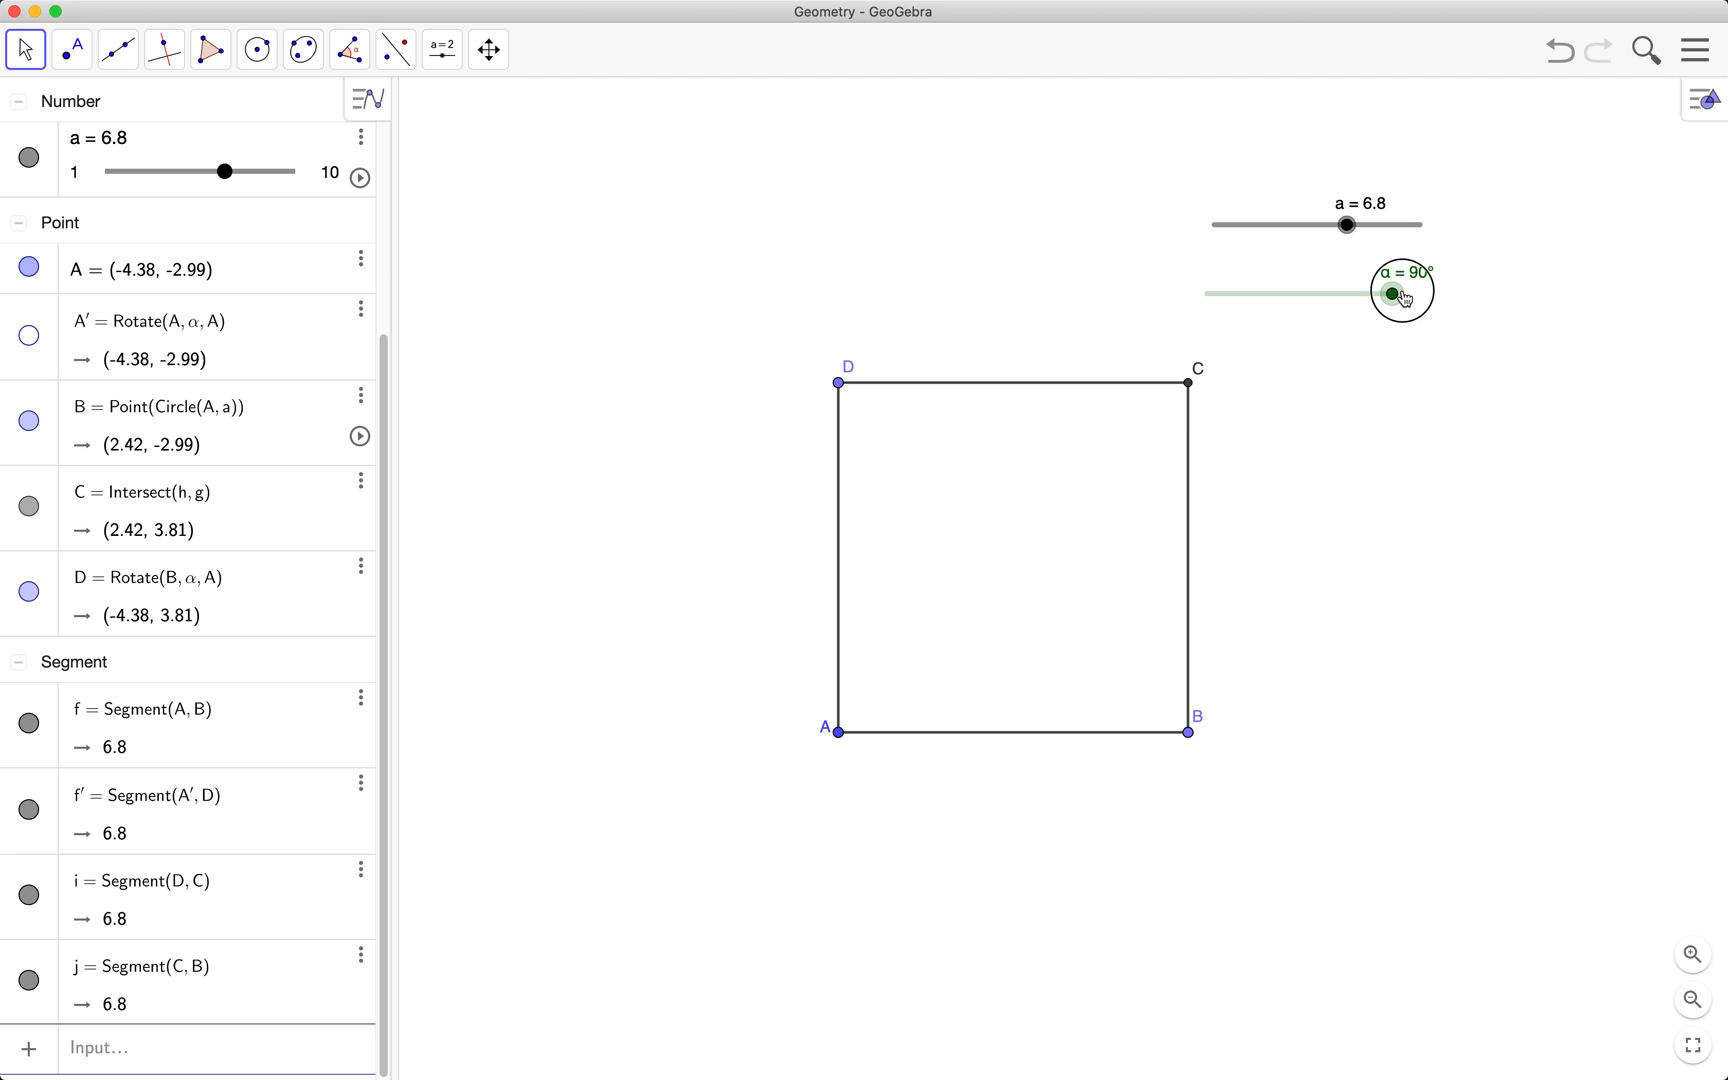 Geometry - GeoGebra
A
α
a=2
Number
a = 6.8
1
10
Point
A = (-4.38, -2.99)
A′ = Rotate(A, α, A)
→ (-4.38, -2.99)
B = Point(Circle(A, a))
→ (2.42, -2.99)
C = Intersect(h, g)
→ (2.42, 3.81)
D = Rotate(B, α, A)
→ (-4.38, 3.81)
Segment
f = Segment(A, B)
→ 6.8
f′ = Segment(A′, D)
→ 6.8
i = Segment(D, C)
→ 6.8
j = Segment(C, B)
→ 6.8
+ Input...
a = 6.8
α = 90°
D
C
A
B